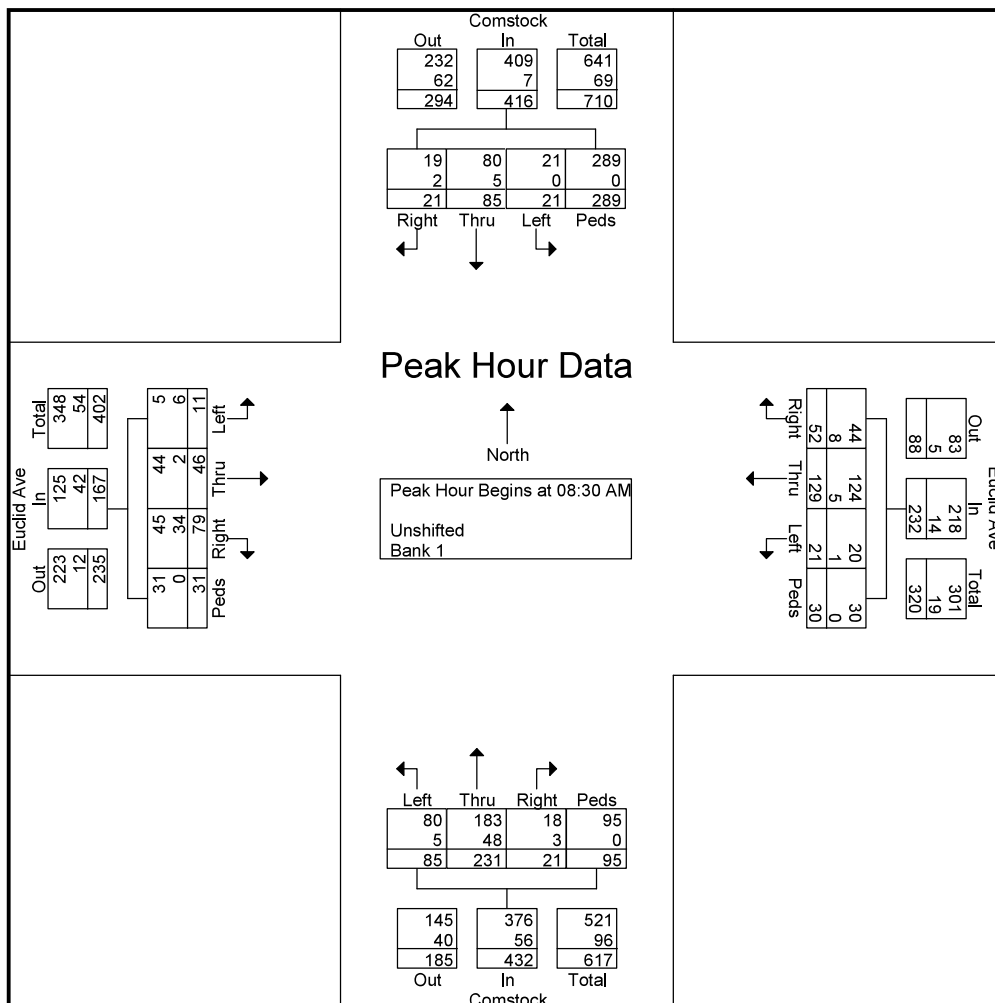 Comstock
Out In Total
232 409 641
62 7 69
294 416 710
19 80 21 289
2 5 0 0
21 85 21 289
Right Thru Left Peds
Peak Hour Data
North
Peak Hour Begins at 08:30 AM
Unshifted
Bank 1
Euclid Ave
Out In Total
223 125 348
12 42 54
235 167 402
31 45 44 5
0 34 2 6
31 79 46 11
Peds Right Thru Left
Euclid Ave
Out In Total
83 218 301
5 14 19
88 232 320
44 124 20 30
8 5 1 0
52 129 21 30
Right Thru Left Peds
Left Thru Right Peds
80 183 18 95
5 48 3 0
85 231 21 95
145 376 521
40 56 96
185 432 617
Out In Total
Comstock